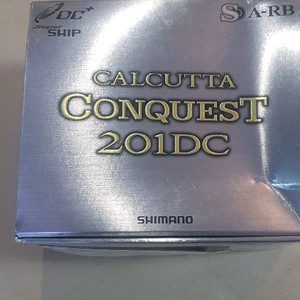 DC+ S A-RB
Super SHIP
CALCUTTA
CONQUEST
201DC
SHIMANO